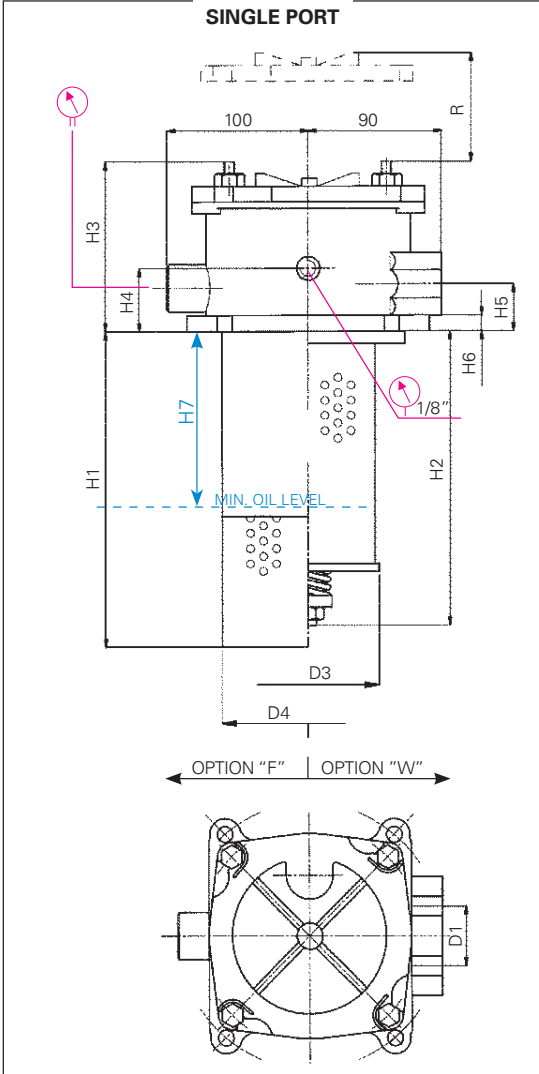 SINGLE PORT
100
90
R
H3
H4
H5
H6
1/8"
H7
H1
H2
MIN. OIL LEVEL
D3
D4
OPTION "F"
OPTION "W"
D1